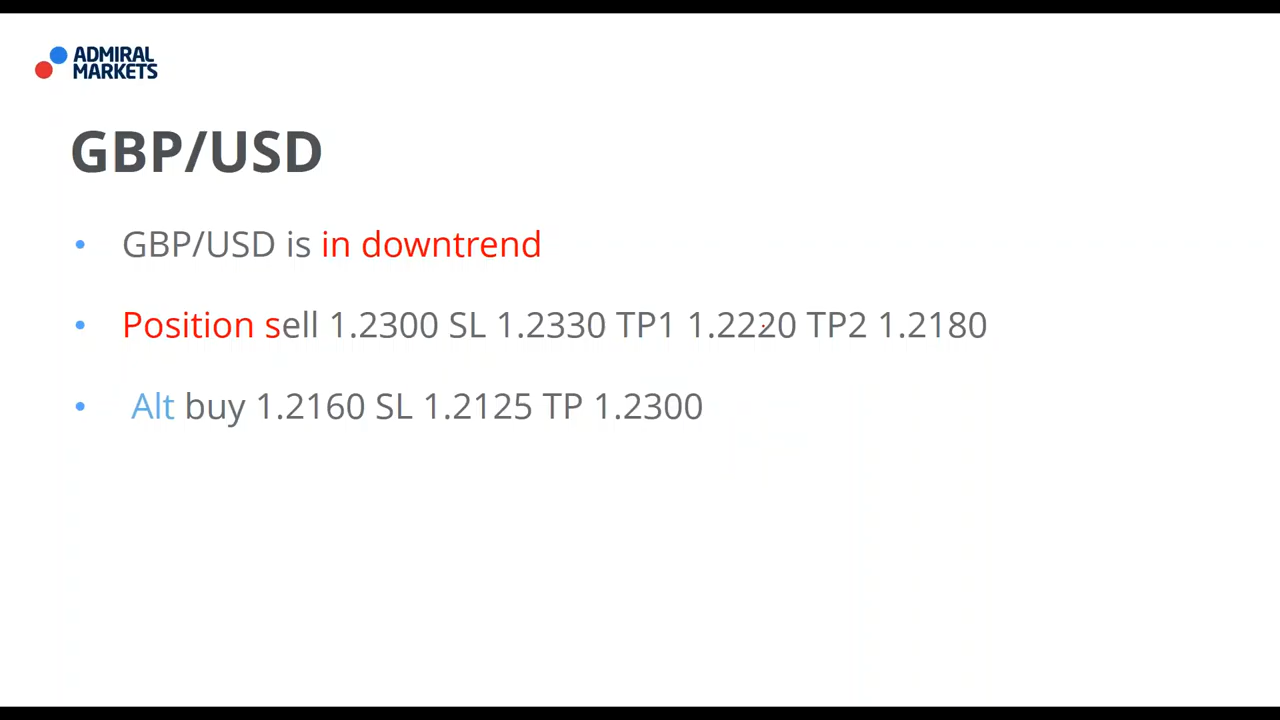 ADMIRAL
MARKETS
GBP/USD
• GBP/USD is in downtrend
• Position sell 1.2300 SL 1.2330 TP1 1.2220 TP2 1.2180
• Alt buy 1.2160 SL 1.2125 TP 1.2300